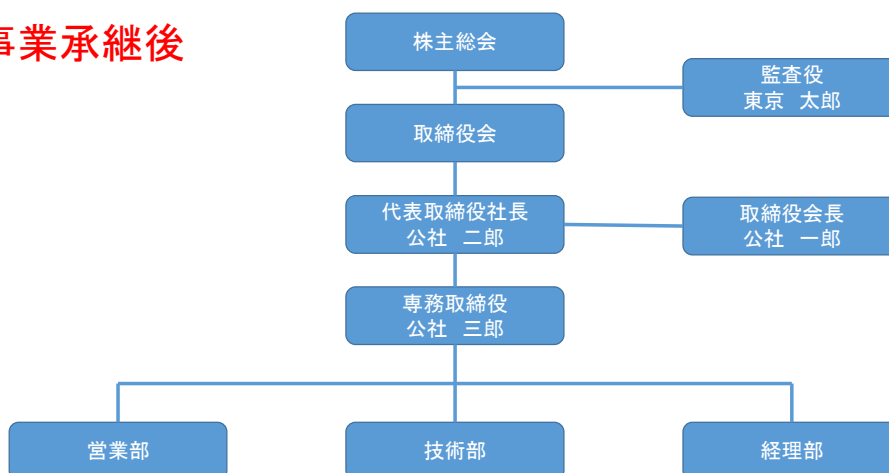 事業承継後
株主総会
監査役
東京　太郎
取締役会
代表取締役社長
公社　二郎
取締役会長
公社　一郎
専務取締役
公社　三郎
営業部
技術部
経理部